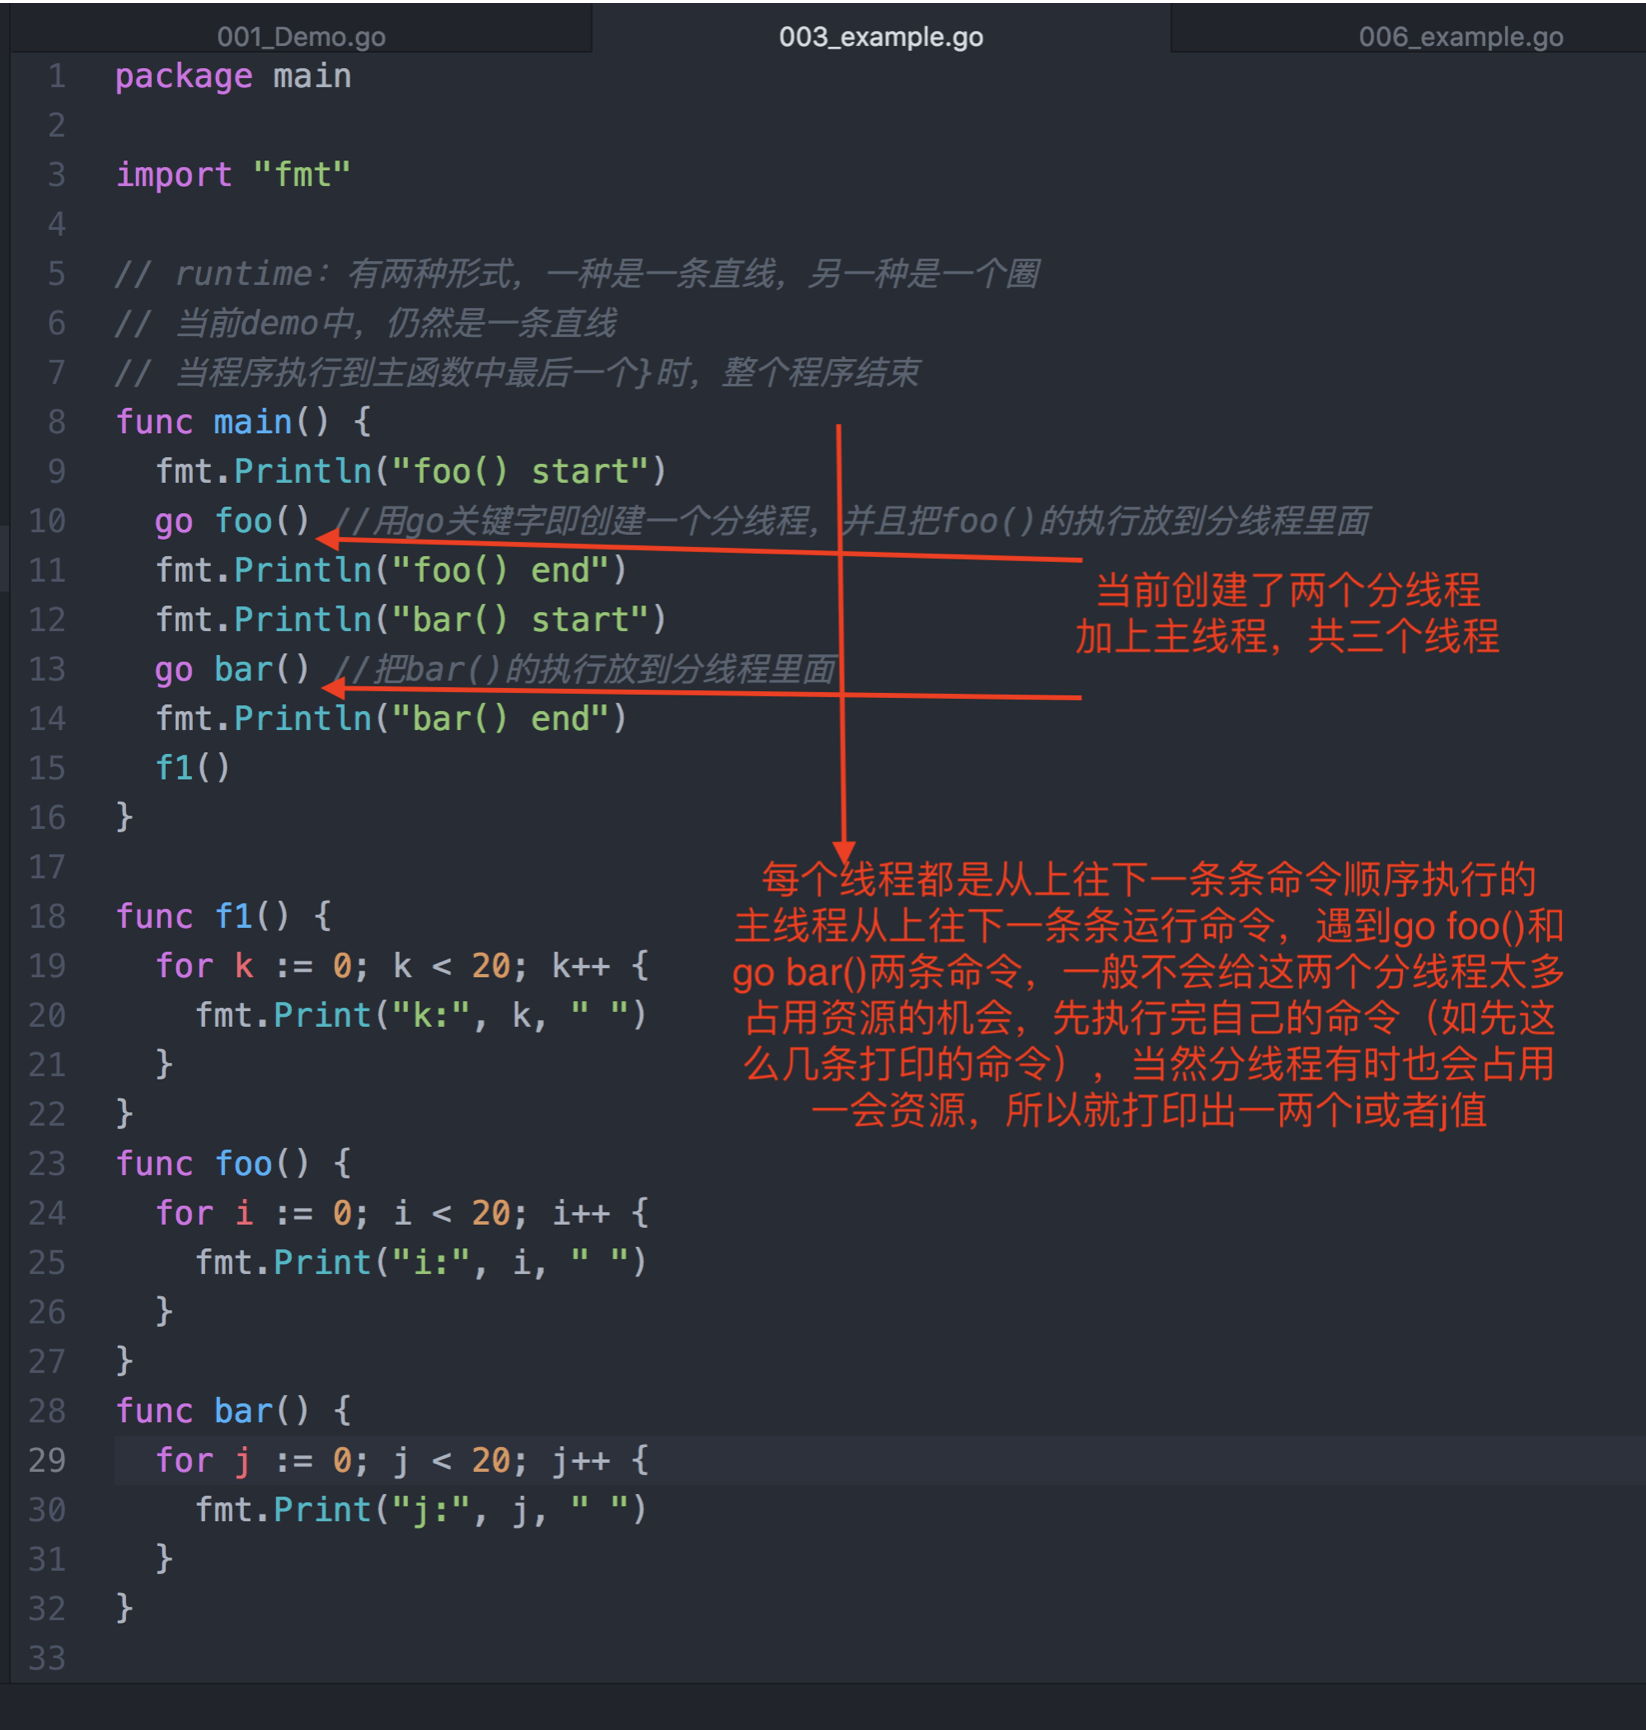 001_Demo.go
003_example.go
006_example.go
1 package main
2
3 import "fmt"
4
5 // runtime：有两种形式，一种是一条直线，另一种是一个圈
6 // 当前demo中，仍然是一条直线
7 // 当程序执行到主函数中最后一个}时，整个程序结束
8 func main() {
9 fmt.Println("foo() start")
10 go foo() //用go关键字即创建一个分线程，并且把foo()的执行放到分线程里面
11 fmt.Println("foo() end")
当前创建了两个分线程
12 fmt.Println("bar() start")
加上主线程，共三个线程
13 go bar() //把bar()的执行放到分线程里面
14 fmt.Println("bar() end")
15 f1()
16 }
17
每个线程都是从上往下一条条命令顺序执行的
主线程从上往下一条条运行命令，遇到go foo()和
go bar()两条命令，一般不会给这两个分线程太多
占用资源的机会，先执行完自己的命令（如先这
么几条打印的命令），当然分线程有时也会占用
一会资源，所以就打印出一两个i或者j值
18 func f1() {
19 for k := 0; k < 20; k++ {
20 fmt.Print("k:", k, " ")
21 }
22 }
23 func foo() {
24 for i := 0; i < 20; i++ {
25 fmt.Print("i:", i, " ")
26 }
27 }
28 func bar() {
29 for j := 0; j < 20; j++ {
30 fmt.Print("j:", j, " ")
31 }
32 }
33